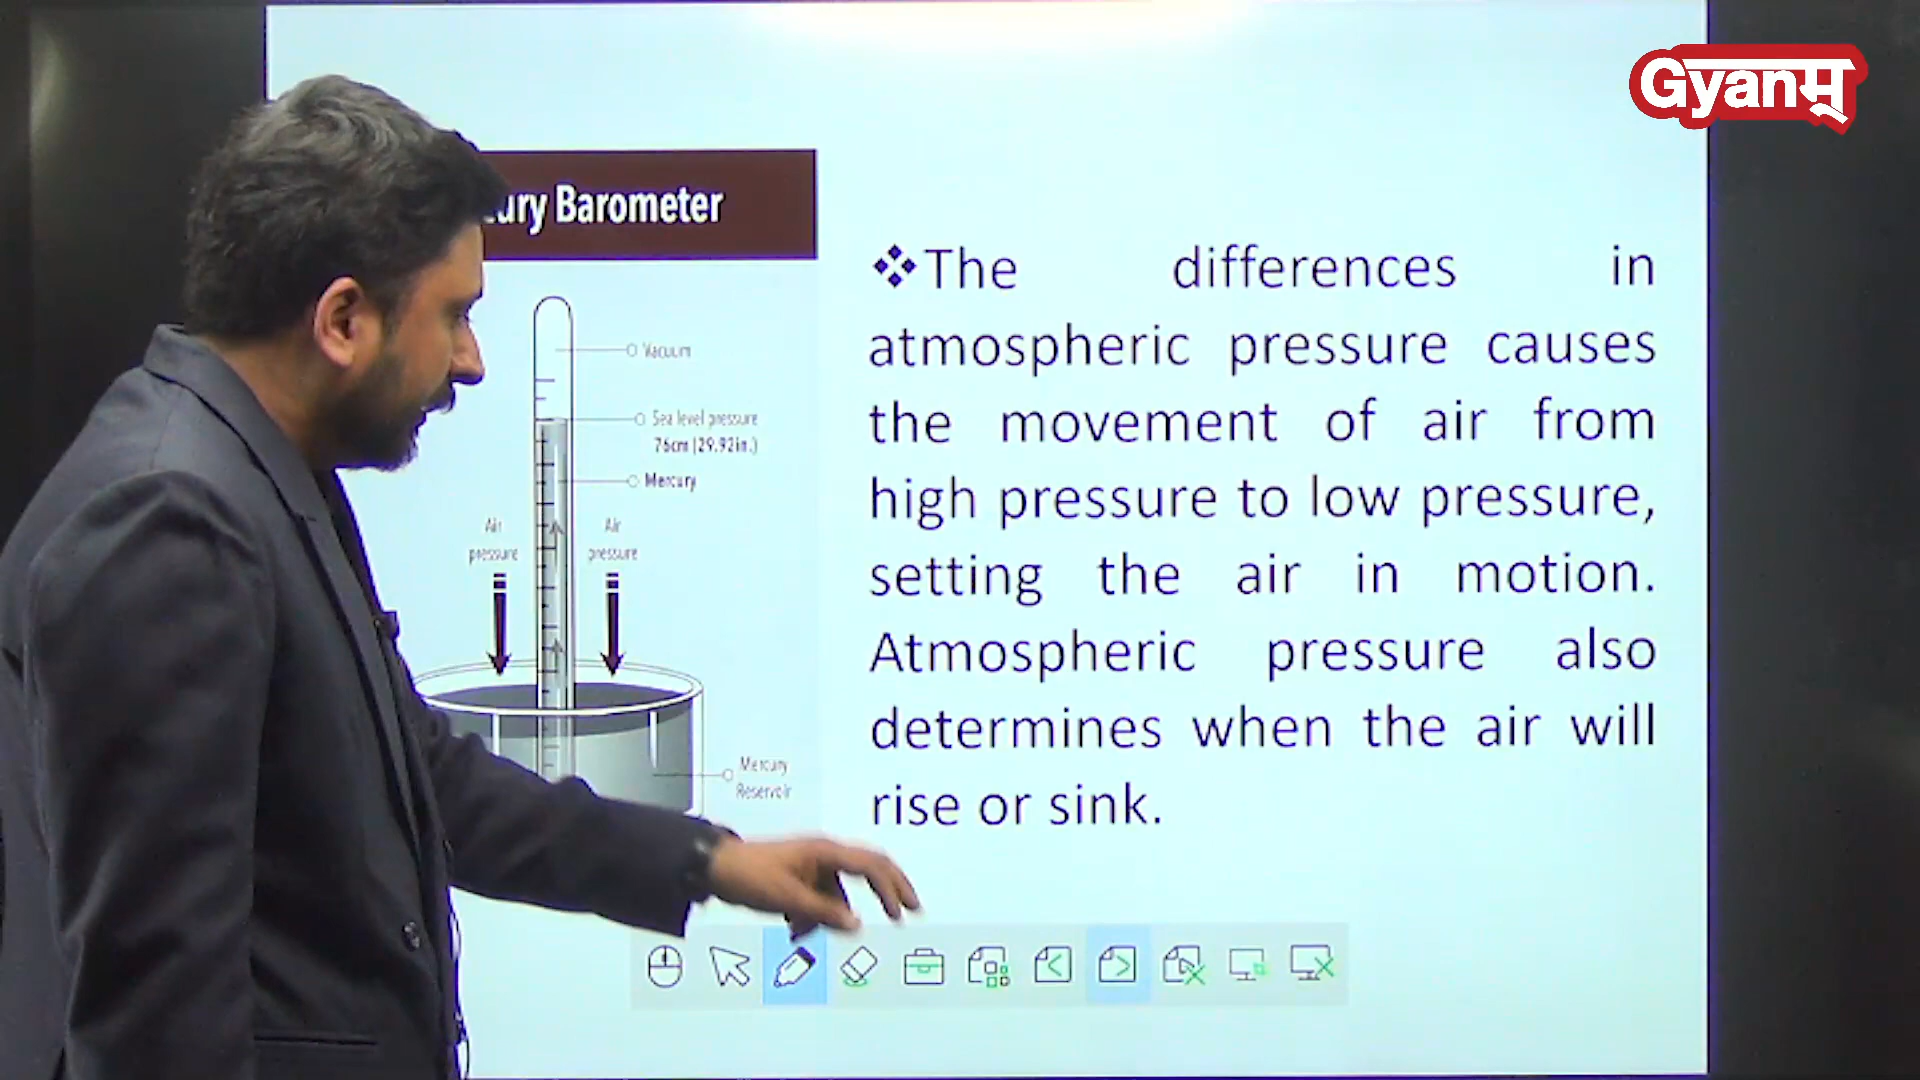 Gyanम्
ury Barometer
Vacuum
Sea level pressure
76cm (29.92in.)
Mercury
Air
pressure
Air
pressure
Mercury
Reservoir
❖The differences in
atmospheric pressure causes
the movement of air from
high pressure to low pressure,
setting the air in motion.
Atmospheric pressure also
determines when the air will
rise or sink.